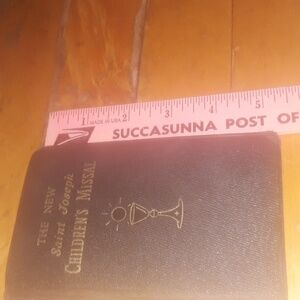 1 2 3 4 5
MADE IN USA
SUCCASUNNA POST OF
THE NEW
Saint Joseph
CHILDREN'S MISSAL